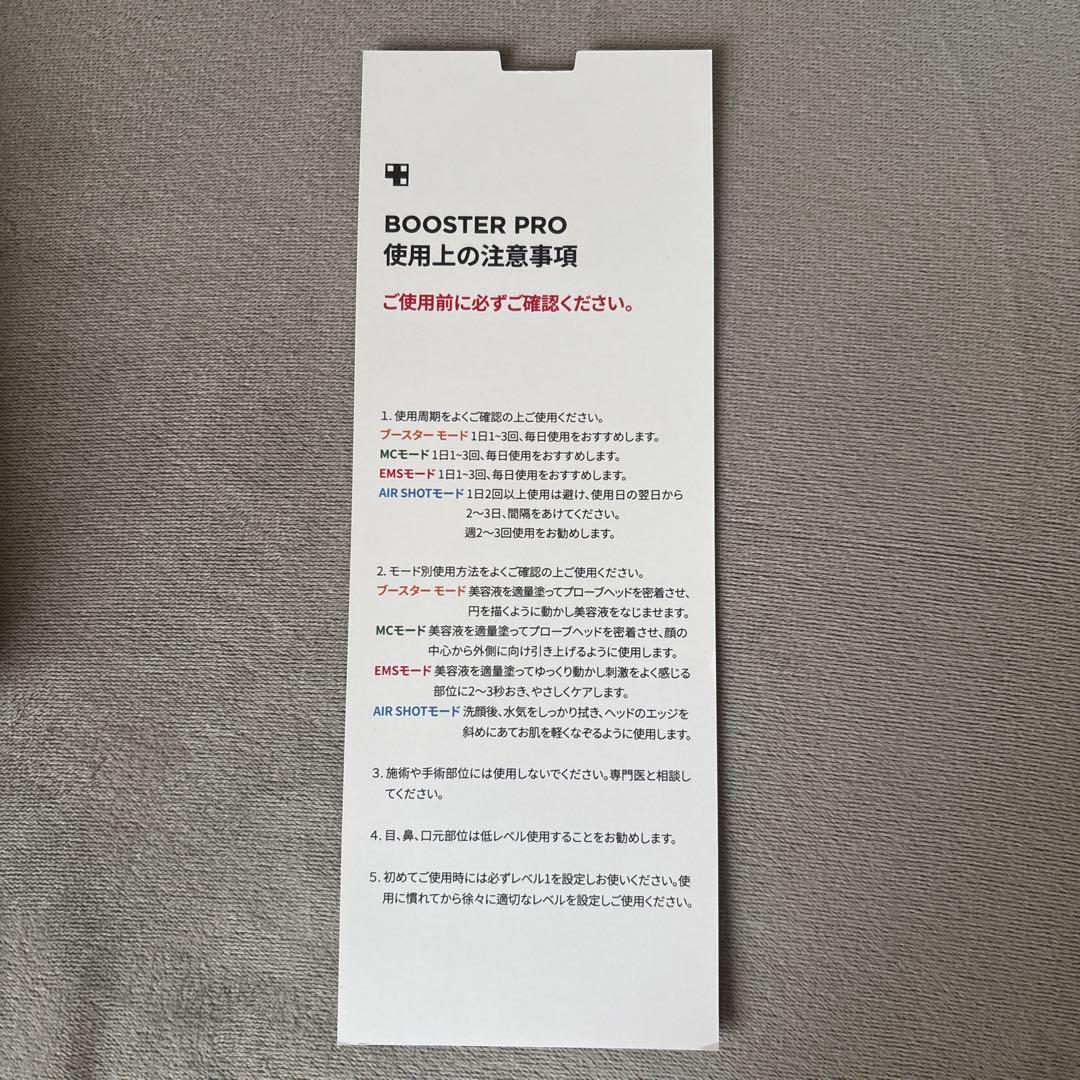 BOOSTER PRO
使用上の注意事項
ご使用前に必ずご確認ください。
1. 使用周期をよくご確認の上ご使用ください。
ブースター モード 1日1~3回、毎日使用をおすすめします。
MCモード 1日1~3回、毎日使用をおすすめします。
EMSモード 1日1~3回、毎日使用をおすすめします。
AIR SHOTモード 1日2回以上使用は避け、使用日の翌日から
2〜3日、間隔をあけてください。
週2〜3回使用をお勧めします。
2. モード別使用方法をよくご確認の上ご使用ください。
ブースター モード 美容液を適量塗ってプローブヘッドを密着させ、
円を描くように動かし美容液をなじませます。
MCモード 美容液を適量塗ってプローブヘッドを密着させ、顔の
中心から外側に向け引き上げるように使用します。
EMSモード 美容液を適量塗ってゆっくり動かし刺激をよく感じる
部位に2〜3秒おき、やさしくケアします。
AIR SHOTモード 洗顔後、水気をしっかり拭き、ヘッドのエッジを
斜めにあてお肌を軽くなぞるように使用します。
3. 施術や手術部位には使用しないでください。専門医と相談し
てください。
4. 目、鼻、口元部位は低レベル使用することをお勧めします。
5. 初めてご使用時には必ずレベル1を設定しお使いください。使
用に慣れてから徐々に適切なレベルを設定しご使用ください。